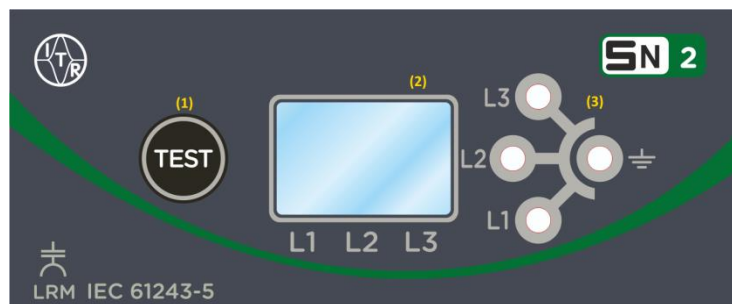 ITR
SN 2
(1)
(2)
(3)
TEST
L3
L2
L1
L1 L2 L3
LRM IEC 61243-5